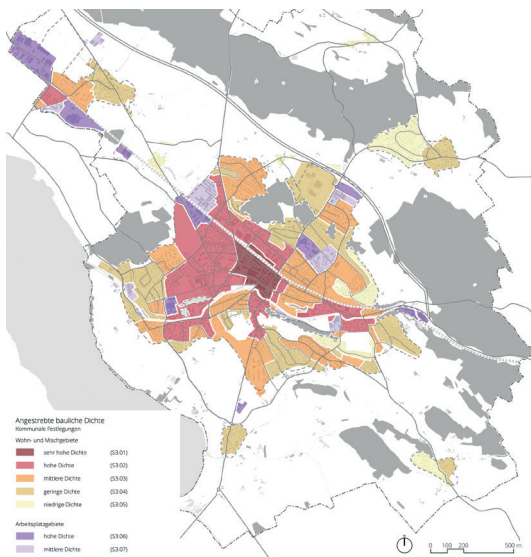 Angestrebte bauliche Dichte
Kommunale Festlegungen
Wohn- und Mischgebiete
sehr hohe Dichte (S3.01)
hohe Dichte (S3.02)
mittlere Dichte (S3.03)
geringe Dichte (S3.04)
niedrige Dichte (S3.05)
Arbeitsplatzgebiete
hohe Dichte (S3.06)
mittlere Dichte (S3.07)
0 100 200 500 m